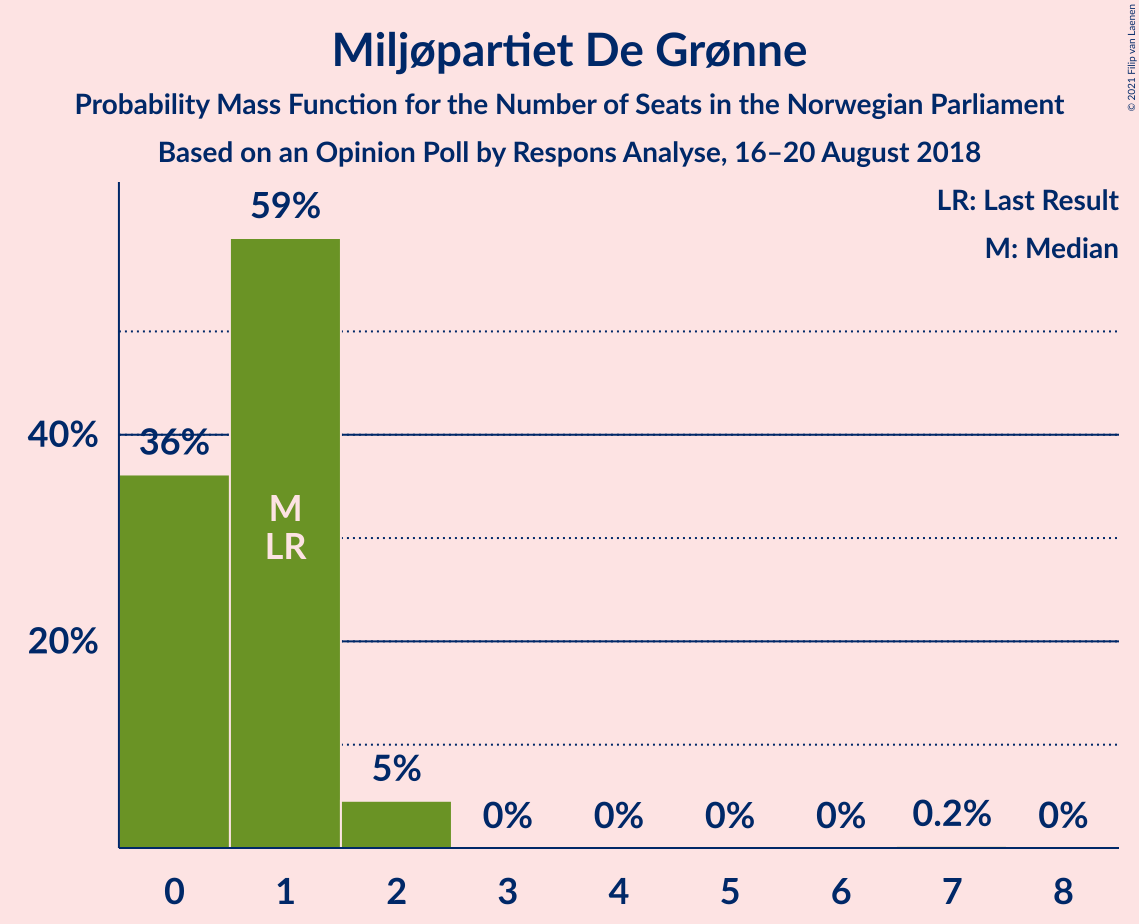 Miljøpartiet De Grønne
Probability Mass Function for the Number of Seats in the Norwegian Parliament
Based on an Opinion Poll by Respons Analyse, 16–20 August 2018
© 2021 Filip van Laenen
LR: Last Result
M: Median
59%
40%
36%
M
LR
20%
5%
0%
0%
0%
0%
0.2%
0%
0 1 2 3 4 5 6 7 8